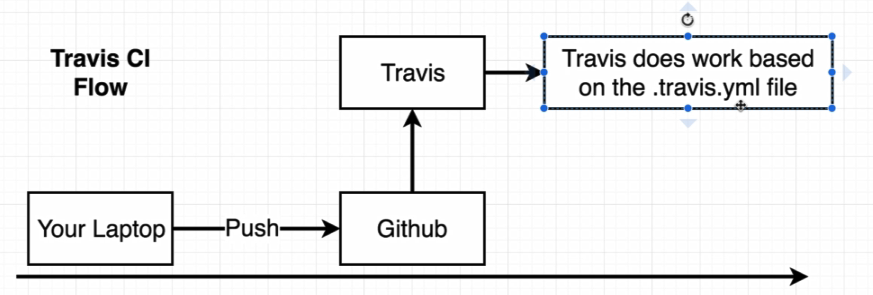 Travis CI
Flow
Travis
Travis does work based
on the .travis.yml file
Your Laptop
Push
Github